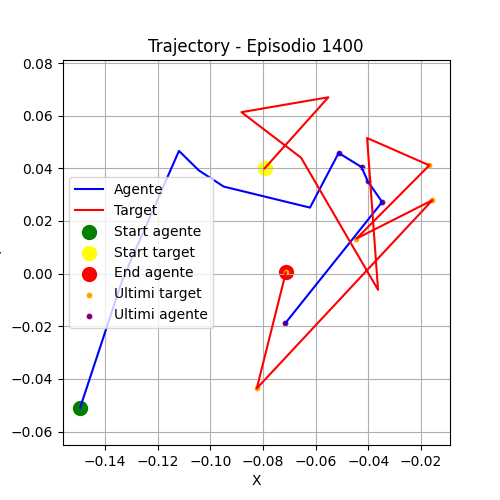 Trajectory - Episodio 1400
0.08
0.06
0.04
0.02
0.00
−0.02
−0.04
−0.06
Agente
Target
Start agente
Start target
End agente
Ultimi target
Ultimi agente
−0.14
−0.12
−0.10
−0.08
−0.06
−0.04
−0.02
X